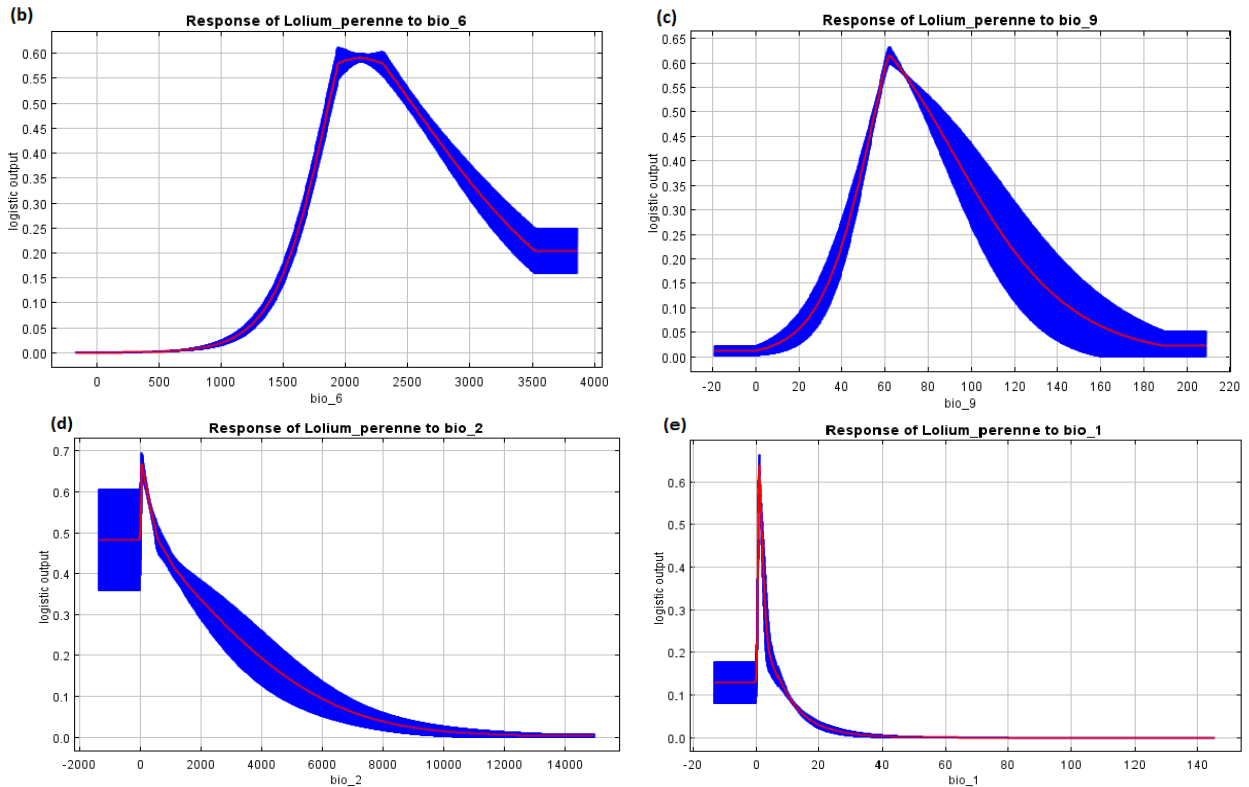 (b)
Response of Lolium_perenne to bio_6
logistic output
0.60
0.55
0.50
0.45
0.40
0.35
0.30
0.25
0.20
0.15
0.10
0.05
0.00
0 500 1000 1500 2000 2500 3000 3500 4000
bio_6
(c)
Response of Lolium_perenne to bio_9
logistic output
0.65
0.60
0.55
0.50
0.45
0.40
0.35
0.30
0.25
0.20
0.15
0.10
0.05
0.00
-20 0 20 40 60 80 100 120 140 160 180 200 220
bio_9
(d)
Response of Lolium_perenne to bio_2
logistic output
0.7
0.6
0.5
0.4
0.3
0.2
0.1
0.0
-2000 0 2000 4000 6000 8000 10000 12000 14000
bio_2
(e)
Response of Lolium_perenne to bio_1
logistic output
0.6
0.5
0.4
0.3
0.2
0.1
0.0
-20 0 20 40 60 80 100 120 140
bio_1